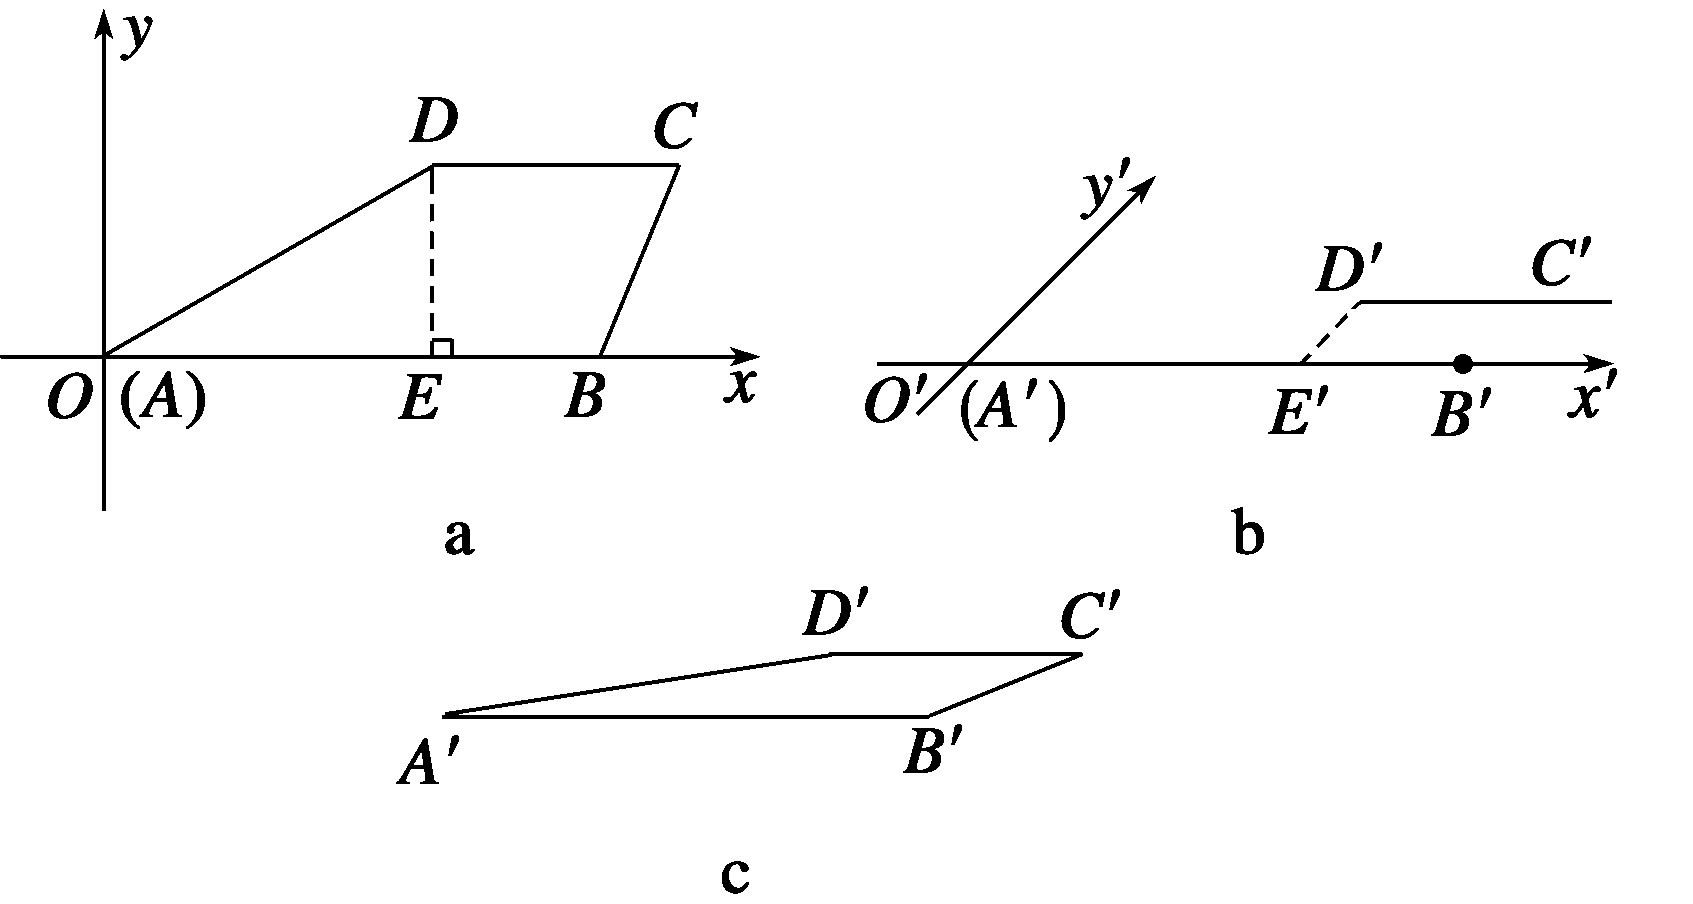 y
D C
O (A) E B x
a
y′
D′ C′
O′ (A′) E′ B′ x′
b
D′ C′
A′ B′
c